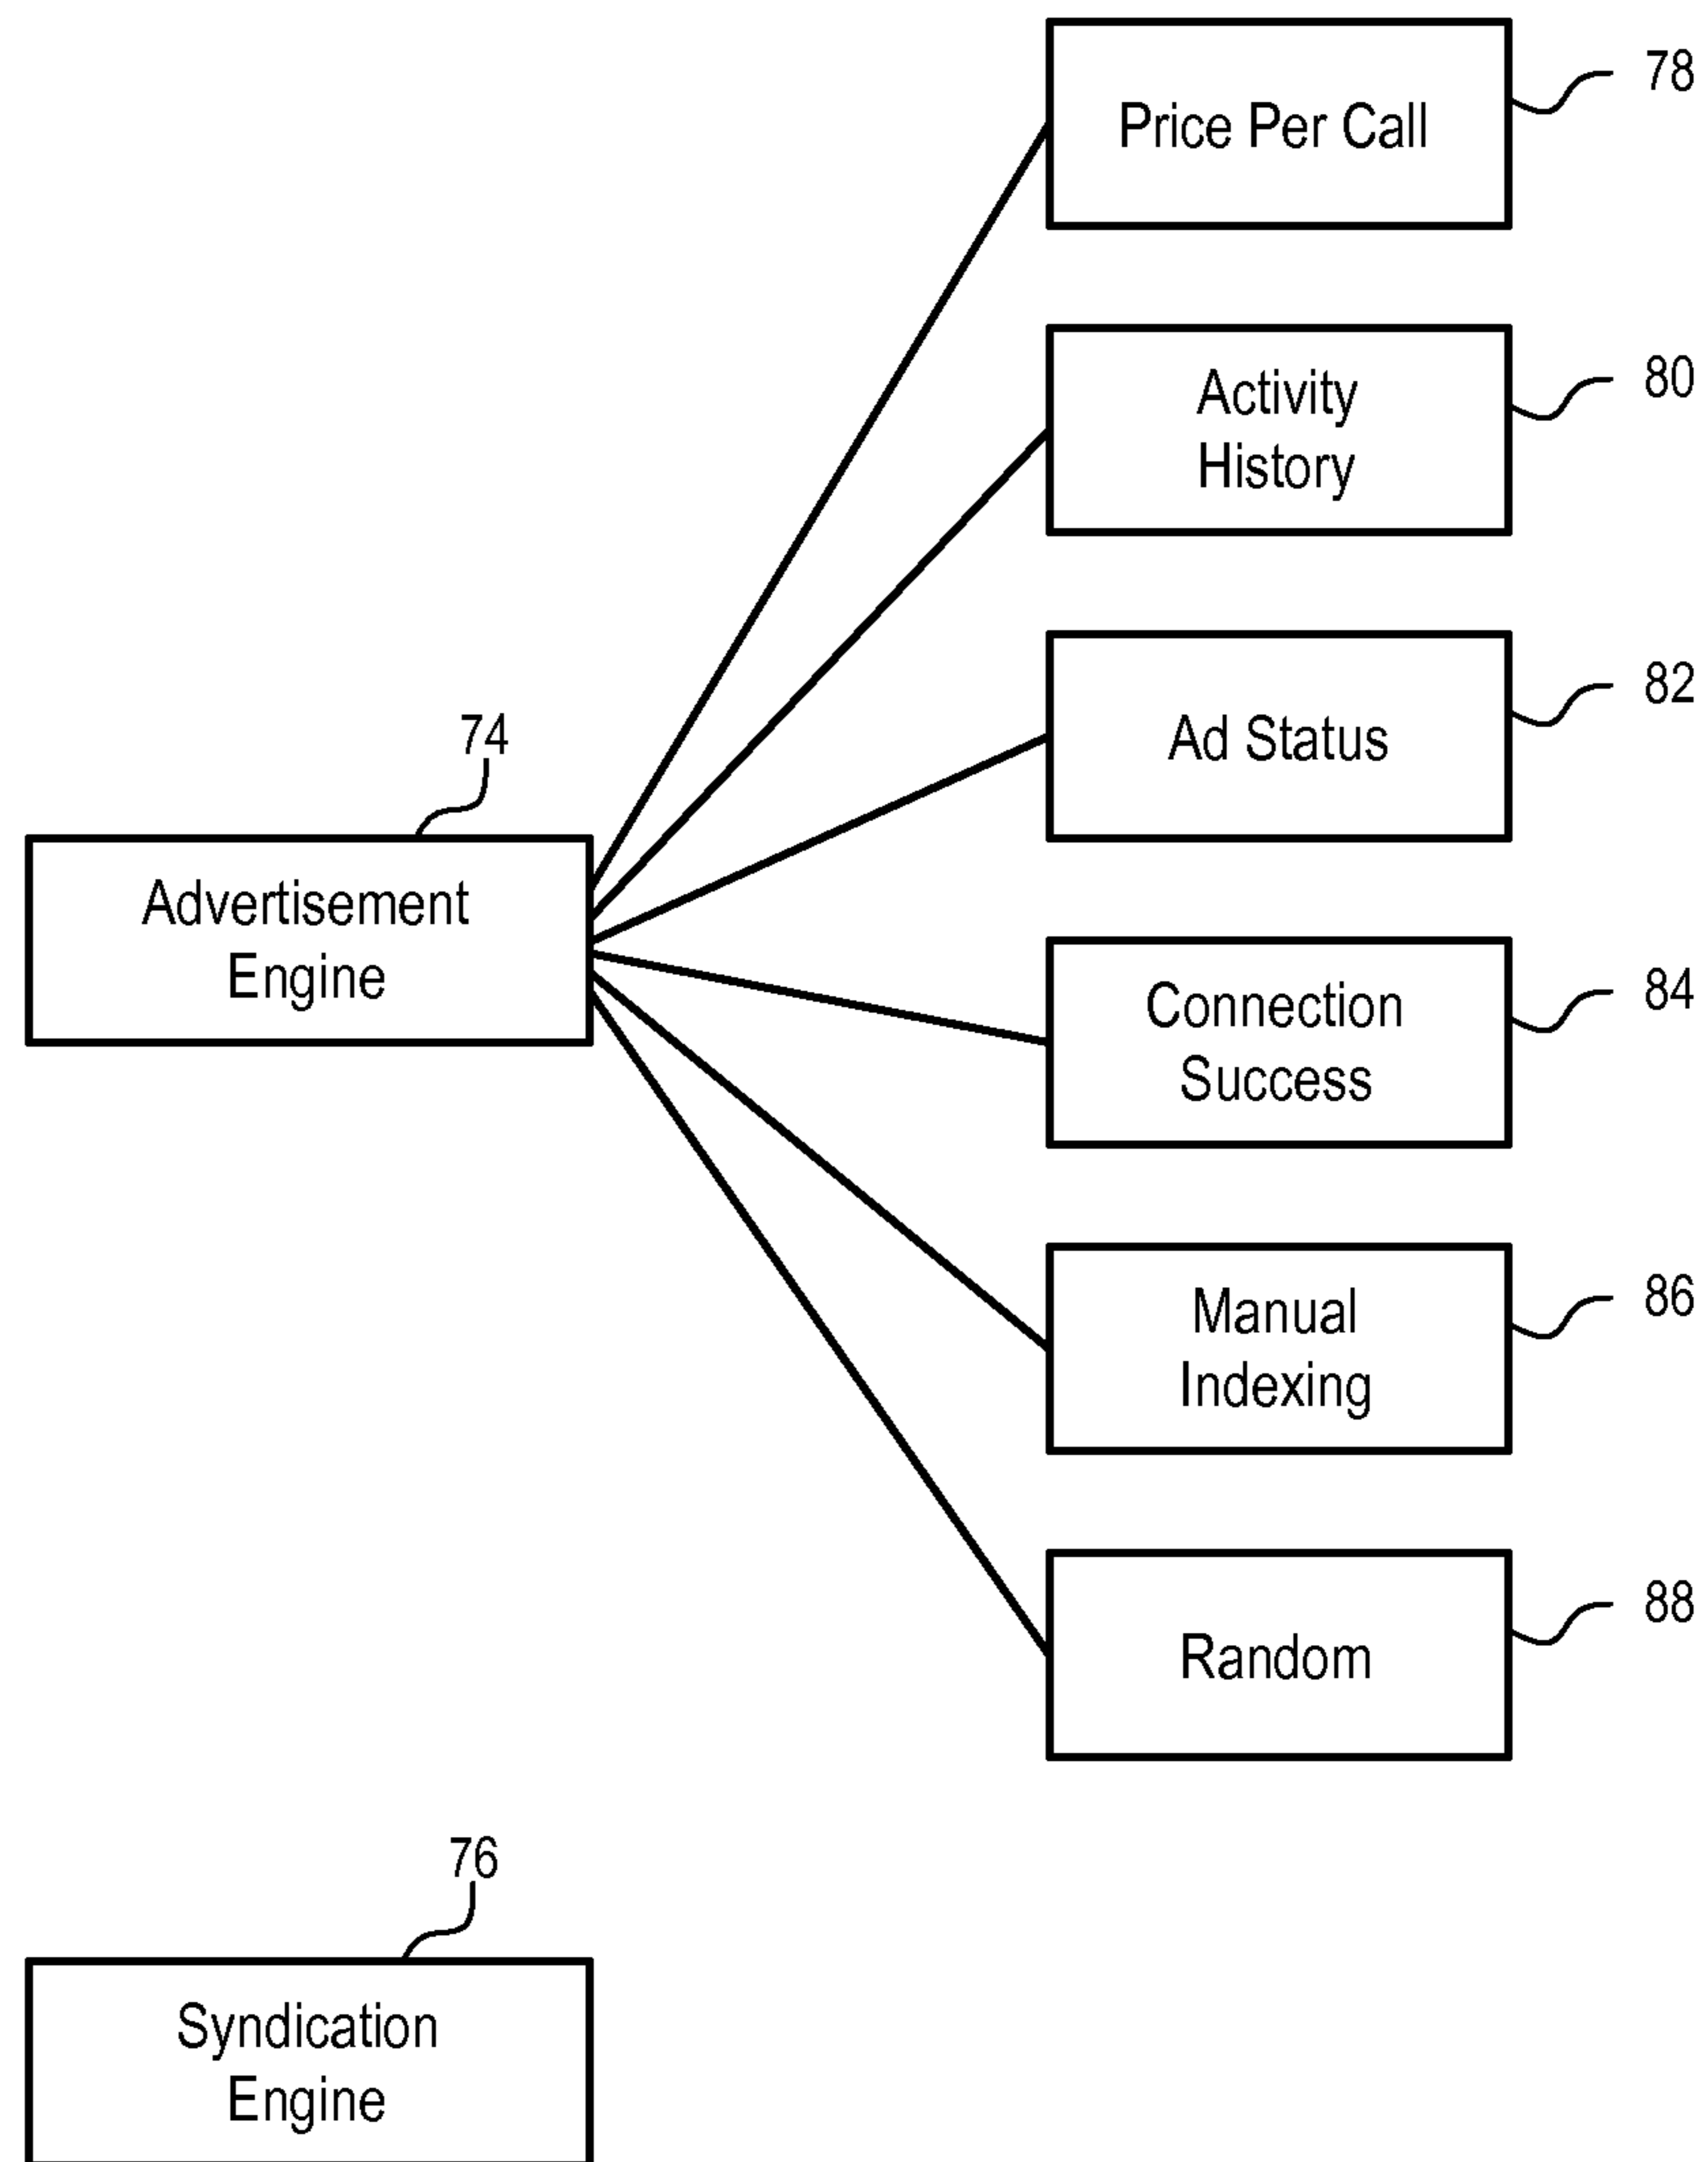 Price Per Call
78
Activity
History
80
Ad Status
82
74
Advertisement
Engine
Connection
Success
84
Manual
Indexing
86
Random
88
76
Syndication
Engine